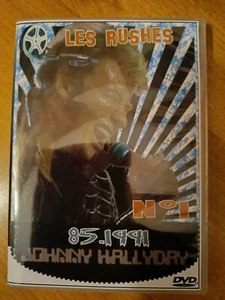 LES RUSHES
N°1
85.1991
JOHNNY HALLYDAY
DVD